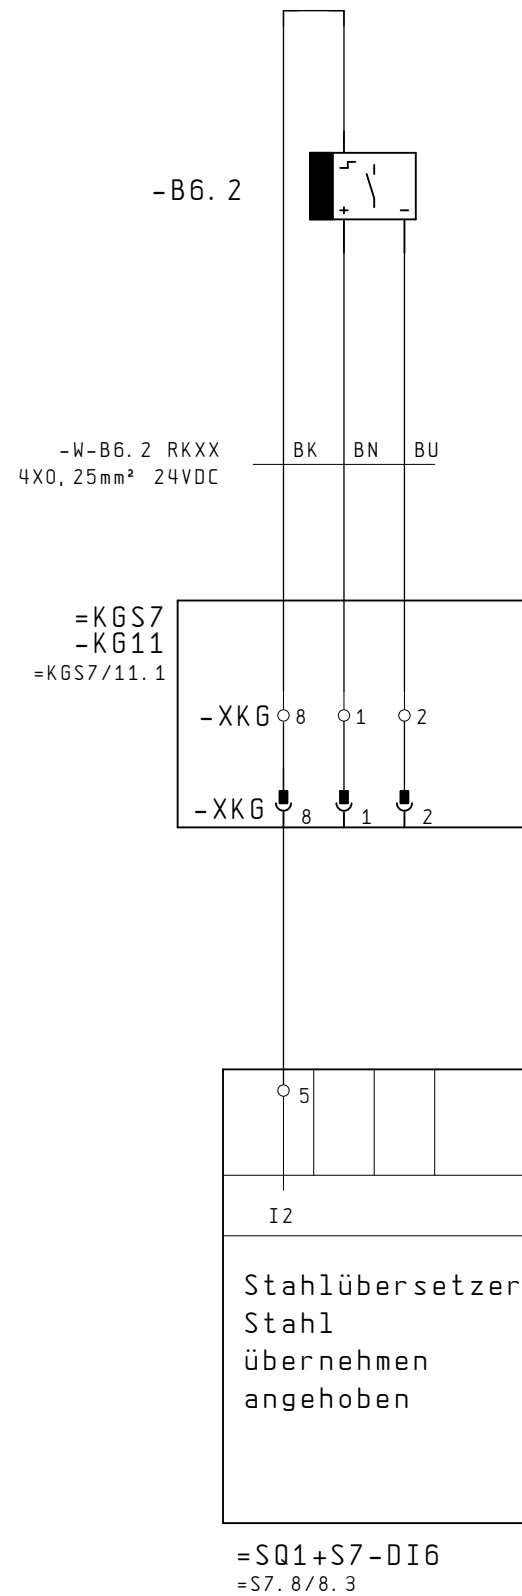 -B6.2
+ -
-W-B6.2 RKXX BK BN BU
4X0,25mm² 24VDC
=KGS7
-KG11
=KGS7/11.1
-XKG 8 1 2
-XKG 8 1 2
5
I2
Stahlübersetzer
Stahl
übernehmen
angehoben
=SQ1+S7-DI6
=S7.8/8.3